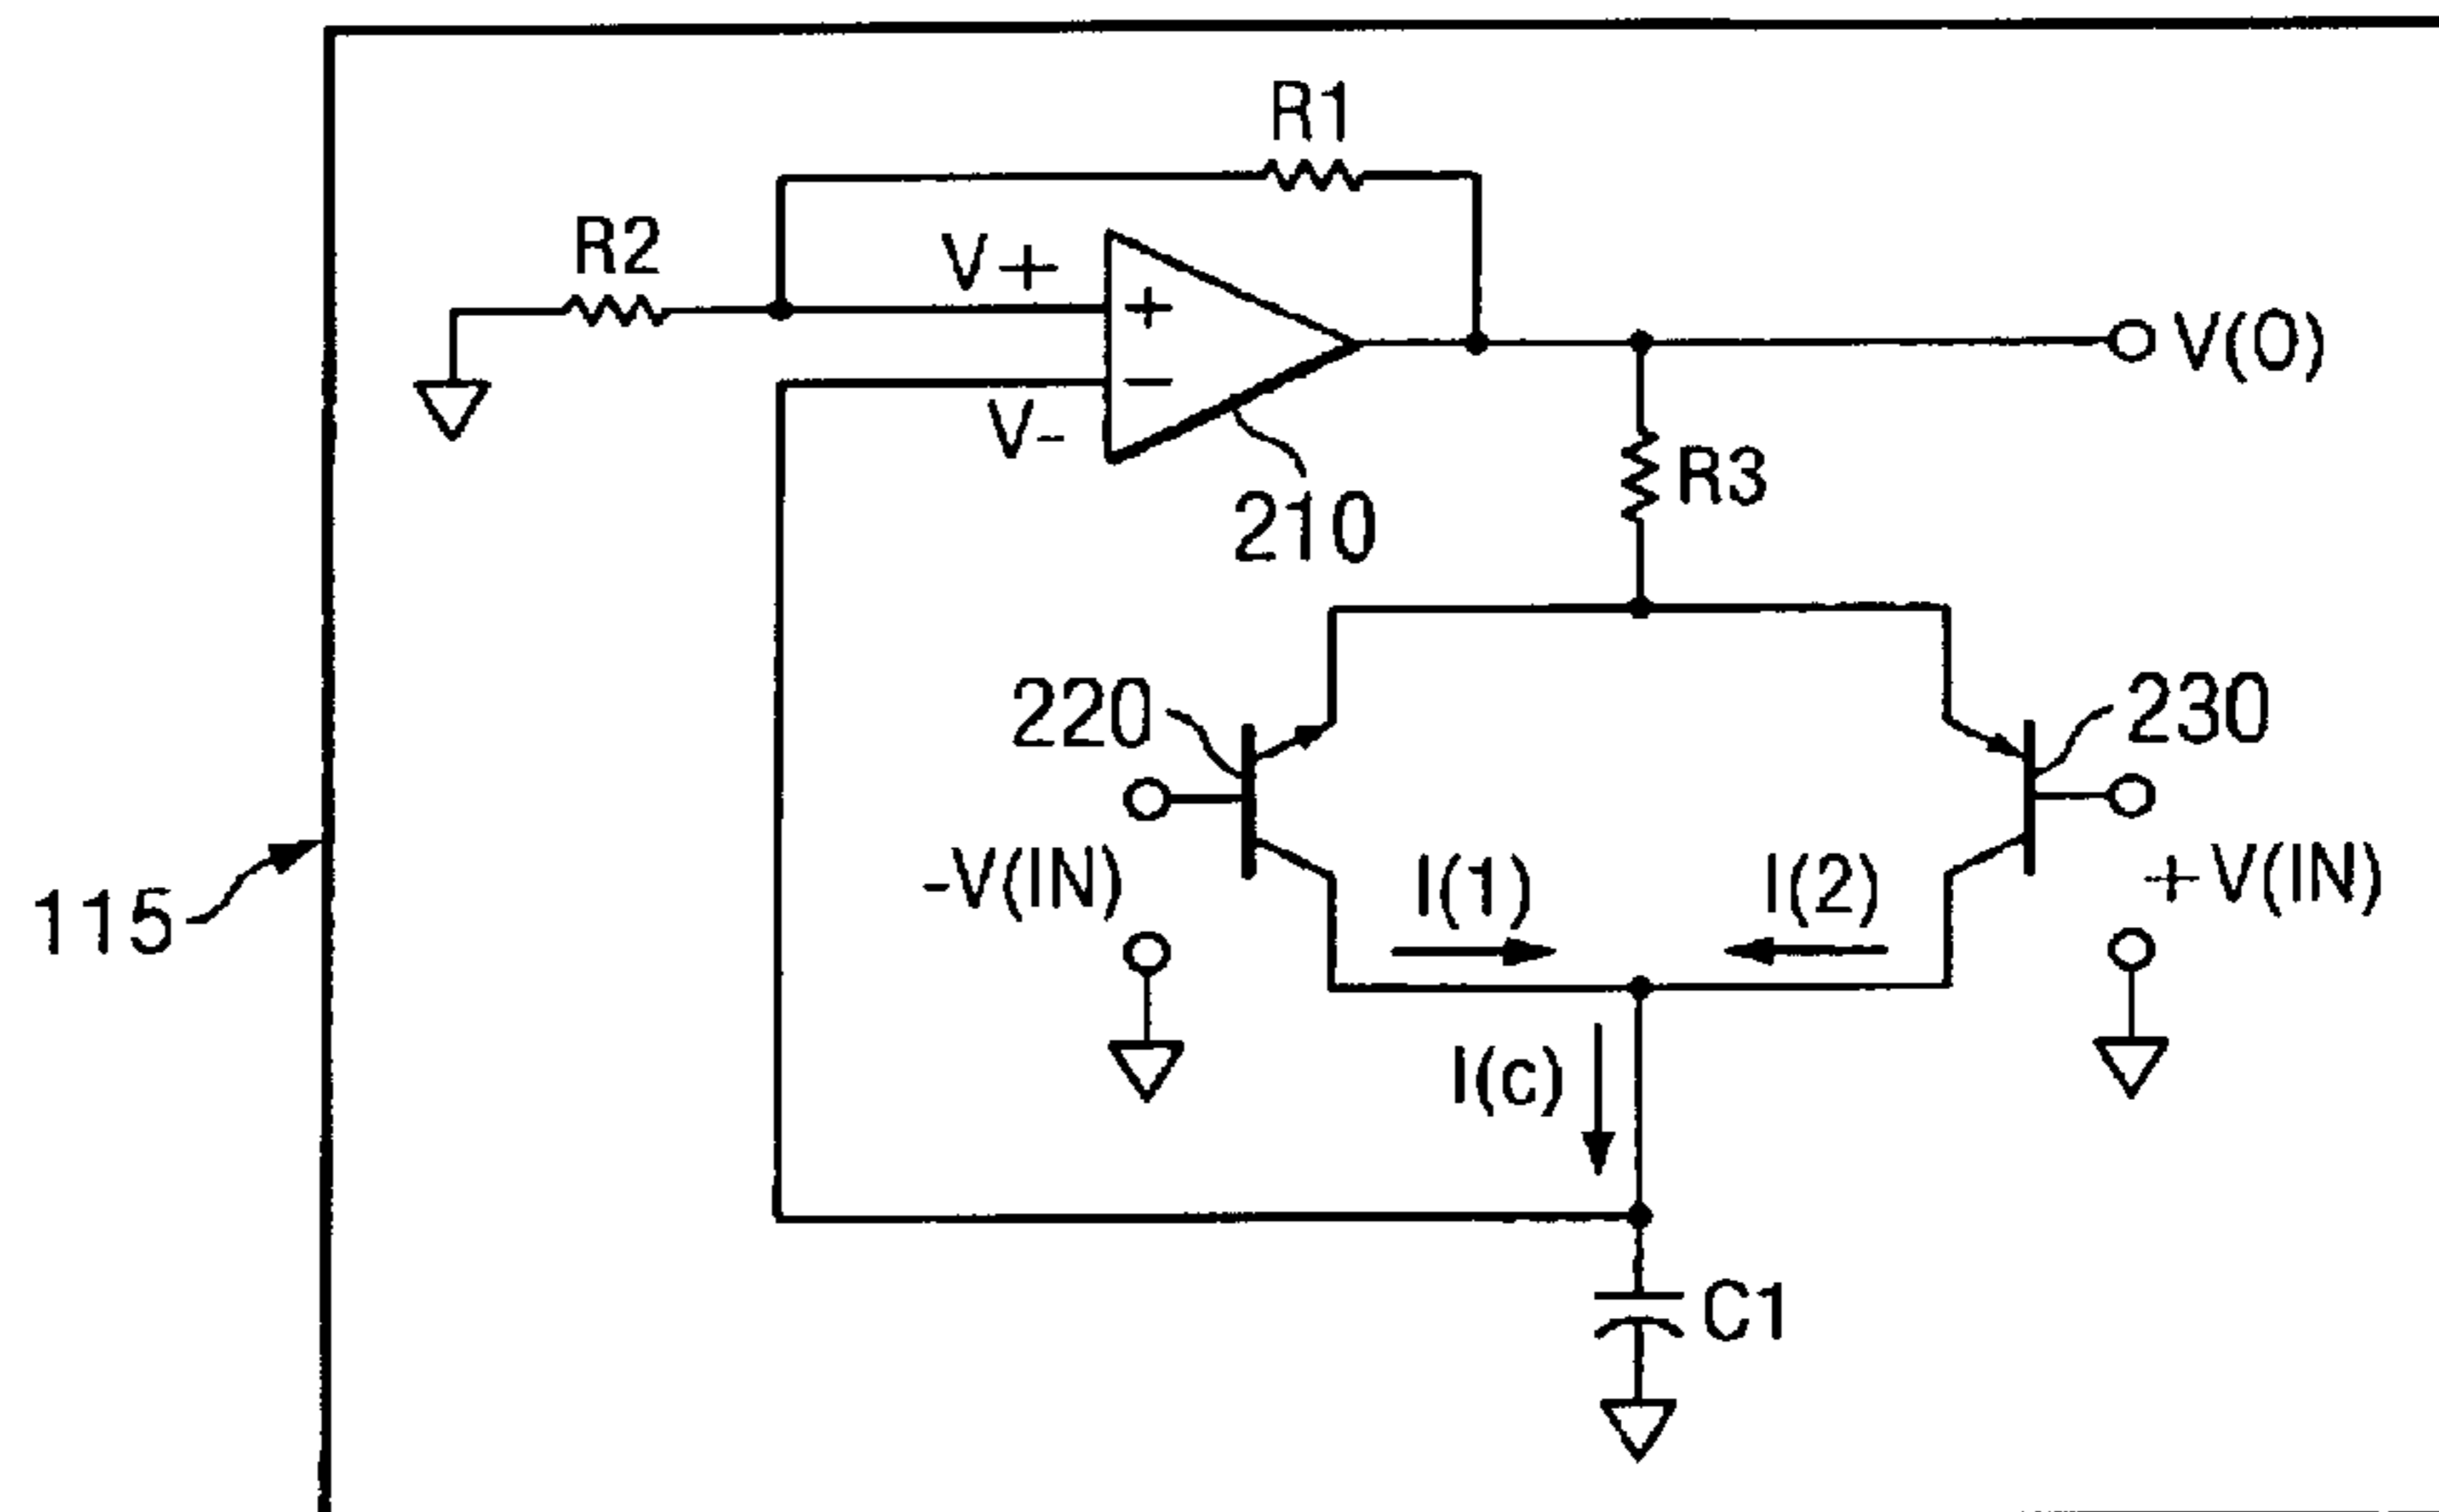 R1
R2
V+
+
V(O)
−
V-
R3
210
220
230
-V(IN)
I(1)
I(2)
+V(IN)
115
I(c)
C1